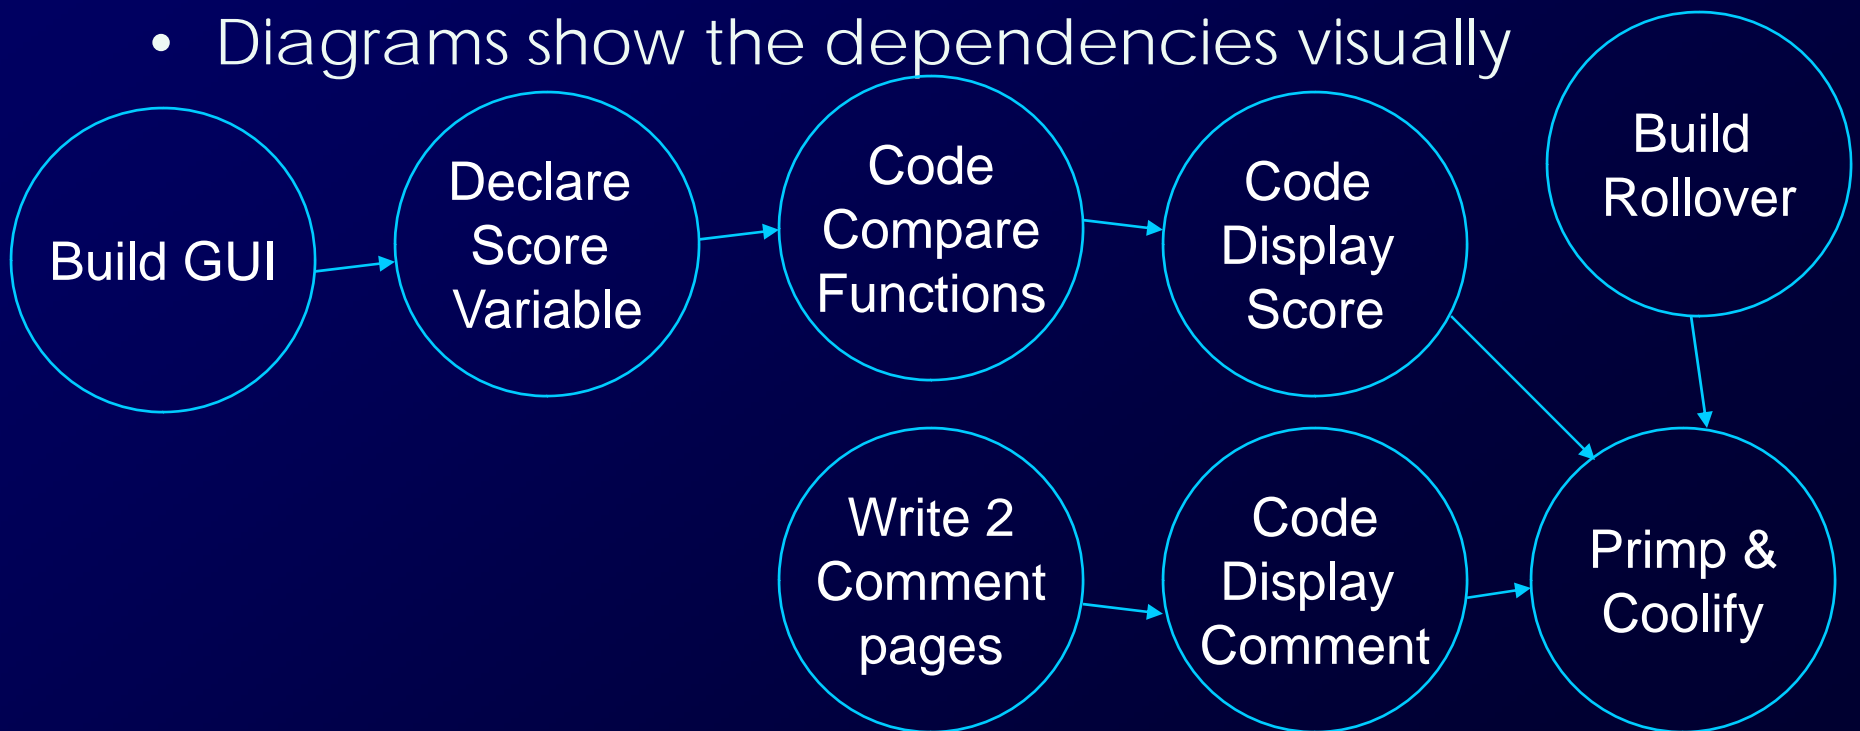 • Diagrams show the dependencies visually
Build GUI
Declare
Score
Variable
Code
Compare
Functions
Code
Display
Score
Build
Rollover
Write 2
Comment
pages
Code
Display
Comment
Primp &
Coolify